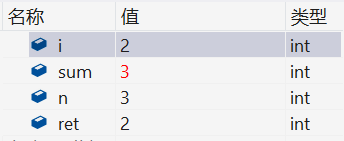 名称 值 类型
i 2 int
sum 3 int
n 3 int
ret 2 int